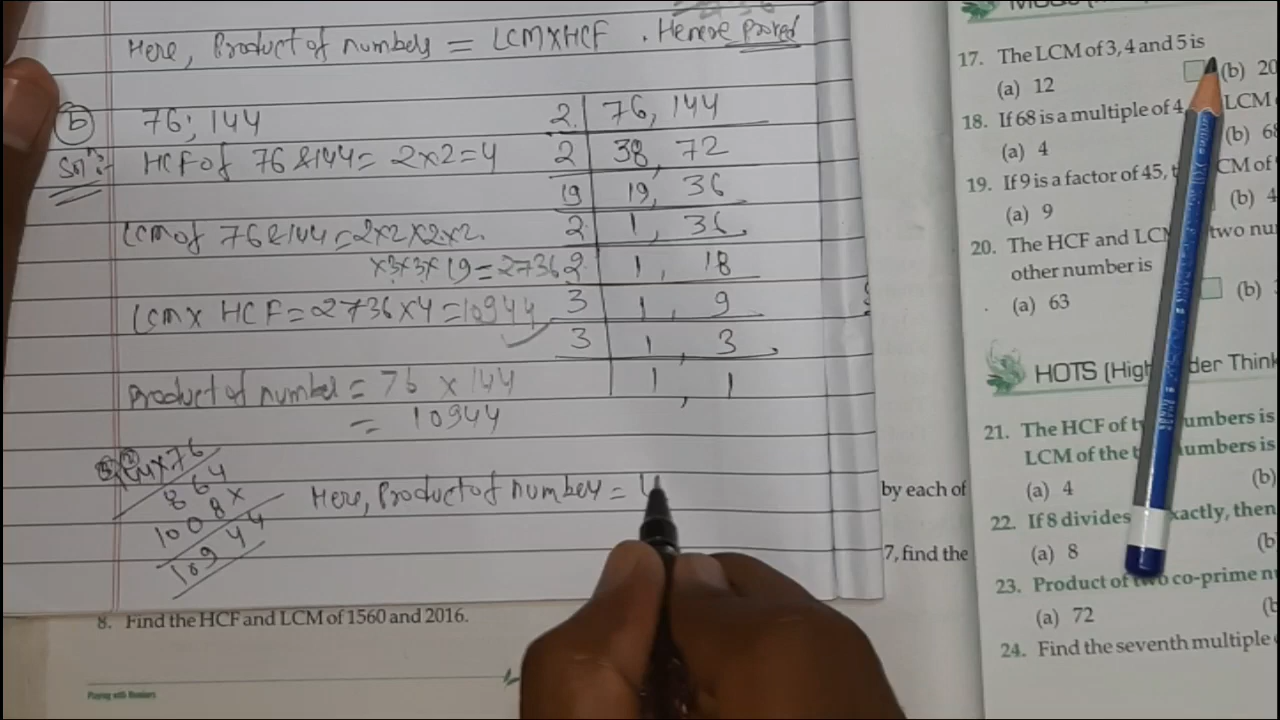 Here, Product of numbers = LCM×HCF . Hence proved
(b) 76, 144
Sol^n:- HCF of 76 & 144 = 2×2 = 4
LCM of 76 & 144 = 2×2×2×2
×3×3×19 = 2736
LCM × HCF = 2736×4 = 10944
Product of number = 76 × 144
= 10944
Here, Product of number =
2 | 76, 144
2 | 38, 72
19 | 19, 36
2 | 1, 36
2 | 1, 18
3 | 1, 9
3 | 1, 3
1, 1
144×76
864
1008×
10944
8. Find the HCF and LCM of 1560 and 2016.
Playing with Numbers
by each of
7, find the
17. The LCM of 3, 4 and 5 is
(a) 12 (b) 20
18. If 68 is a multiple of 4 LCM
(a) 4 (b)
19. If 9 is a factor of 45,
(a) 9 (b) 4
20. The HCF and LCM two
other number is
(a) 63 (b)
HOTS
21. The HCF of numbers is
LCM of the numbers is
(a) 4 (b)
22. If 8 divides exactly, then
(a) 8 (b
23. Product of two co-prime
(a) 72
24. Find the seventh multiple